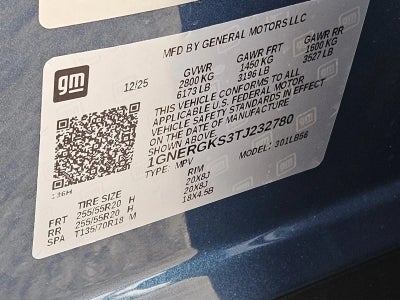 MFD BY GENERAL MOTORS LLC
gm
12/25
GVWR GAWR FRT GAWR RR
2800 KG 1450 KG 1600 KG
6173 LB 3196 LB 3527 LB
THIS VEHICLE CONFORMS TO ALL
APPLICABLE U.S. FEDERAL MOTOR
VEHICLE SAFETY STANDARDS IN EFFECT
ON THE DATE OF MANUFACTURE
SHOWN ABOVE.
1GNERGKS3TJ232780
TYPE: MPV MODEL: 301LB56
136H
TIRE SIZE RIM
FRT 255/55R20 H 20X8J
RR 255/55R20 H 20X8J
SPA T135/70R18 M 18X4.5B